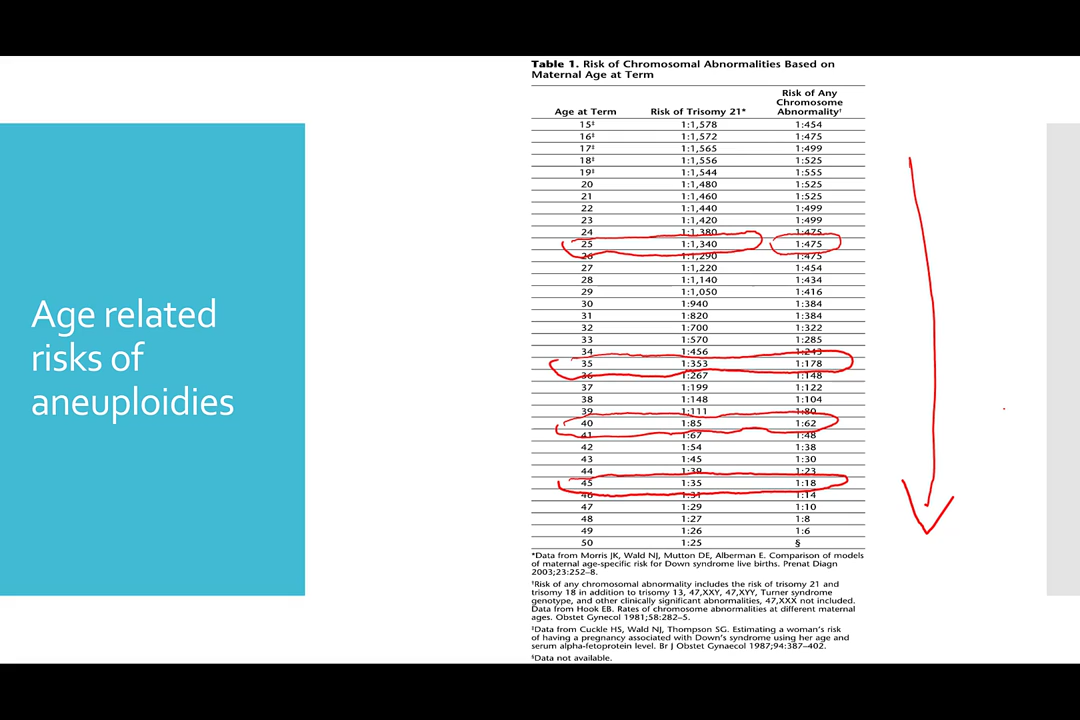 Age related
risks of
aneuploidies
Table 1. Risk of Chromosomal Abnormalities Based on
Maternal Age at Term
Risk of Any
Chromosome
Age at Term Risk of Trisomy 21* Abnormality†
15‡ 1:1,578 1:454
16‡ 1:1,572 1:475
17‡ 1:1,565 1:499
18‡ 1:1,556 1:525
19‡ 1:1,544 1:555
20 1:1,480 1:525
21 1:1,460 1:525
22 1:1,440 1:499
23 1:1,420 1:499
24 1:1,380 1:475
25 1:1,340 1:475
26 1:1,290 1:475
27 1:1,220 1:454
28 1:1,140 1:434
29 1:1,050 1:416
30 1:940 1:384
31 1:820 1:384
32 1:700 1:322
33 1:570 1:285
34 1:456 1:243
35 1:353 1:178
36 1:267 1:148
37 1:199 1:122
38 1:148 1:104
39 1:111 1:80
40 1:85 1:62
41 1:67 1:48
42 1:54 1:38
43 1:45 1:30
44 1:39 1:23
45 1:35 1:18
46 1:31 1:14
47 1:29 1:10
48 1:27 1:8
49 1:26 1:6
50 1:25 §
*Data from Morris JK, Wald NJ, Mutton DE, Alberman E. Comparison of models
of maternal age-specific risk for Down syndrome live births. Prenat Diagn
2003;23:252–8.
†Risk of any chromosomal abnormality includes the risk of trisomy 21 and
trisomy 18 in addition to trisomy 13, 47,XXY, 47,XYY, Turner syndrome
genotype, and other clinically significant abnormalities, 47,XXX not included.
Data from Hook EB. Rates of chromosome abnormalities at different maternal
ages. Obstet Gynecol 1981;58:282–5.
‡Data from Cuckle HS, Wald NJ, Thompson SG. Estimating a woman's risk
of having a pregnancy associated with Down's syndrome using her age and
serum alpha-fetoprotein level. Br J Obstet Gynaecol 1987;94:387–402.
§Data not available.